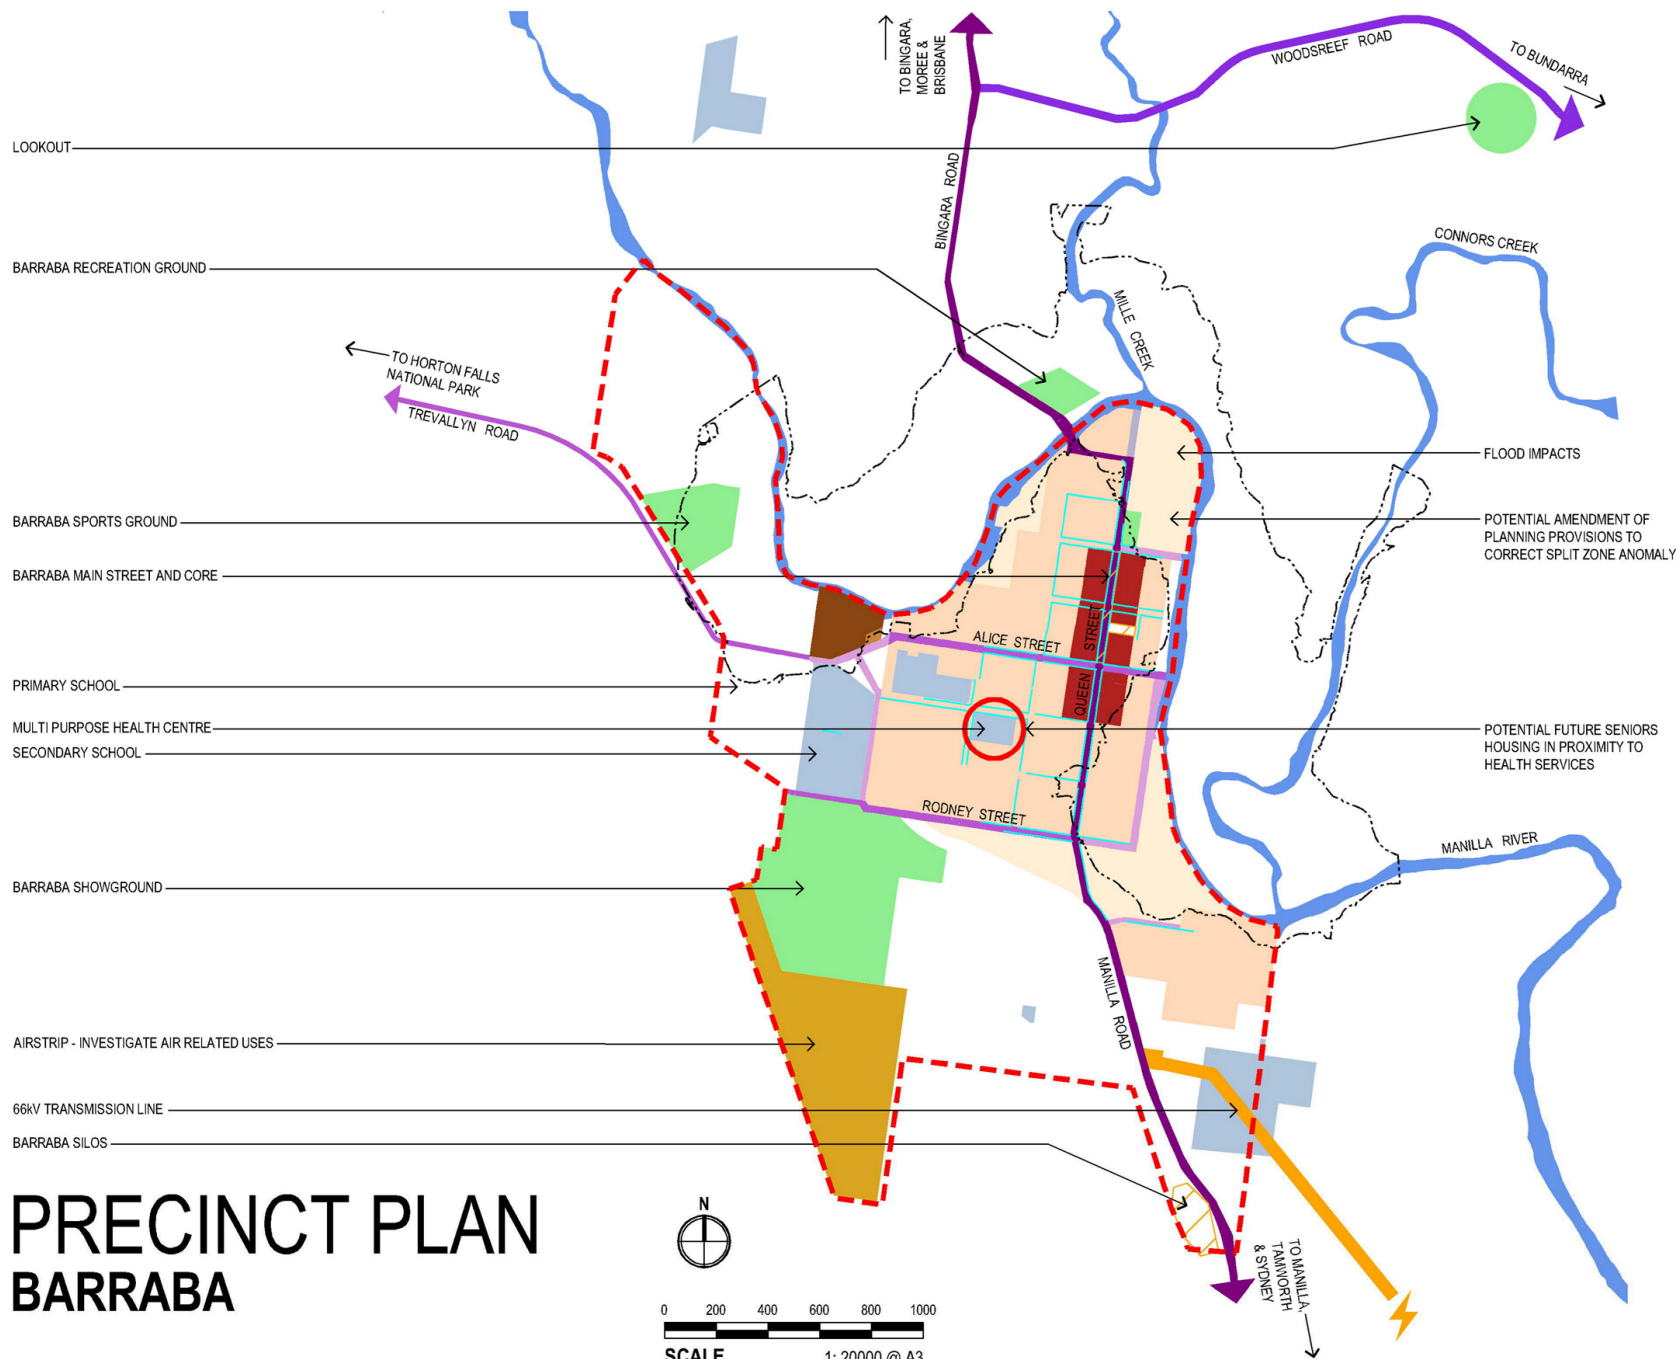 TO BINGARA,
MOREE &
BRISBANE
WOODSREEF ROAD
TO BUNDARRA
LOOKOUT
BINGARA ROAD
CONNORS CREEK
BARRABA RECREATION GROUND
MILLE CREEK
TO HORTON FALLS
NATIONAL PARK
TREVALLYN ROAD
FLOOD IMPACTS
BARRABA SPORTS GROUND
POTENTIAL AMENDMENT OF
PLANNING PROVISIONS TO
CORRECT SPLIT ZONE ANOMALY
BARRABA MAIN STREET AND CORE
ALICE STREET
QUEEN STREET
PRIMARY SCHOOL
MULTI PURPOSE HEALTH CENTRE
SECONDARY SCHOOL
POTENTIAL FUTURE SENIORS
HOUSING IN PROXIMITY TO
HEALTH SERVICES
RODNEY STREET
MANILLA RIVER
BARRABA SHOWGROUND
MANILLA ROAD
AIRSTRIP - INVESTIGATE AIR RELATED USES
66kV TRANSMISSION LINE
BARRABA SILOS
PRECINCT PLAN
BARRABA
N
TO MANILLA,
TAMWORTH
& SYDNEY
0 200 400 600 800 1000
SCALE 1: 20000 @ A3